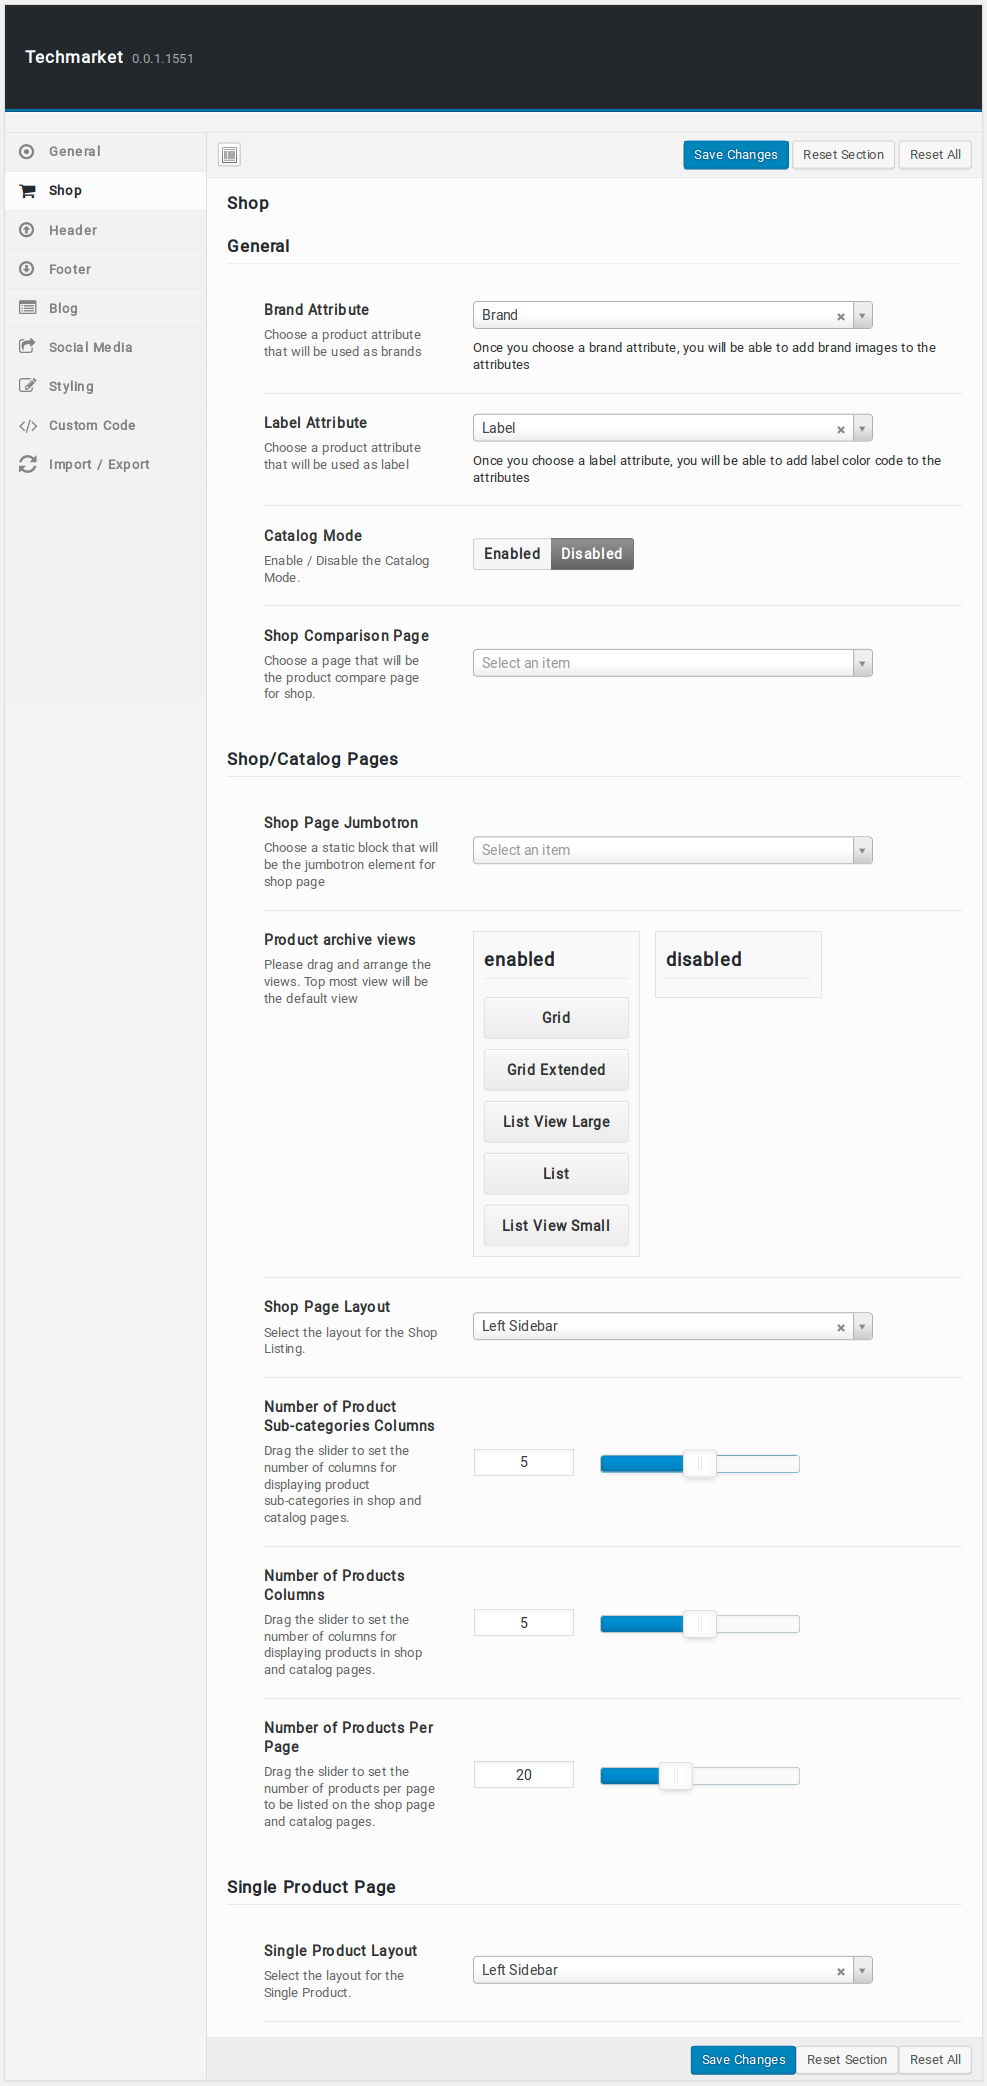 Techmarket 0.0.1.1551
General
Shop
Header
Footer
Blog
Social Media
Styling
Custom Code
Import / Export
Save Changes Reset Section Reset All
Shop
General
Brand Attribute
Choose a product attribute
that will be used as brands
Brand
Once you choose a brand attribute, you will be able to add brand images to the
attributes
Label Attribute
Choose a product attribute
that will be used as label
Label
Once you choose a label attribute, you will be able to add label color code to the
attributes
Catalog Mode
Enable / Disable the Catalog
Mode.
Enabled Disabled
Shop Comparison Page
Choose a page that will be
the product compare page
for shop.
Select an item
Shop/Catalog Pages
Shop Page Jumbotron
Choose a static block that will
be the jumbotron element for
shop page
Select an item
Product archive views
Please drag and arrange the
views. Top most view will be
the default view
enabled
Grid
Grid Extended
List View Large
List
List View Small
disabled
Shop Page Layout
Select the layout for the Shop
Listing.
Left Sidebar
Number of Product
Sub-categories Columns
Drag the slider to set the
number of columns for
displaying product
sub-categories in shop and
catalog pages.
5
Number of Products
Columns
Drag the slider to set the
number of columns for
displaying products in shop
and catalog pages.
5
Number of Products Per
Page
Drag the slider to set the
number of products per page
to be listed on the shop page
and catalog pages.
20
Single Product Page
Single Product Layout
Select the layout for the
Single Product.
Left Sidebar
Save Changes Reset Section Reset All